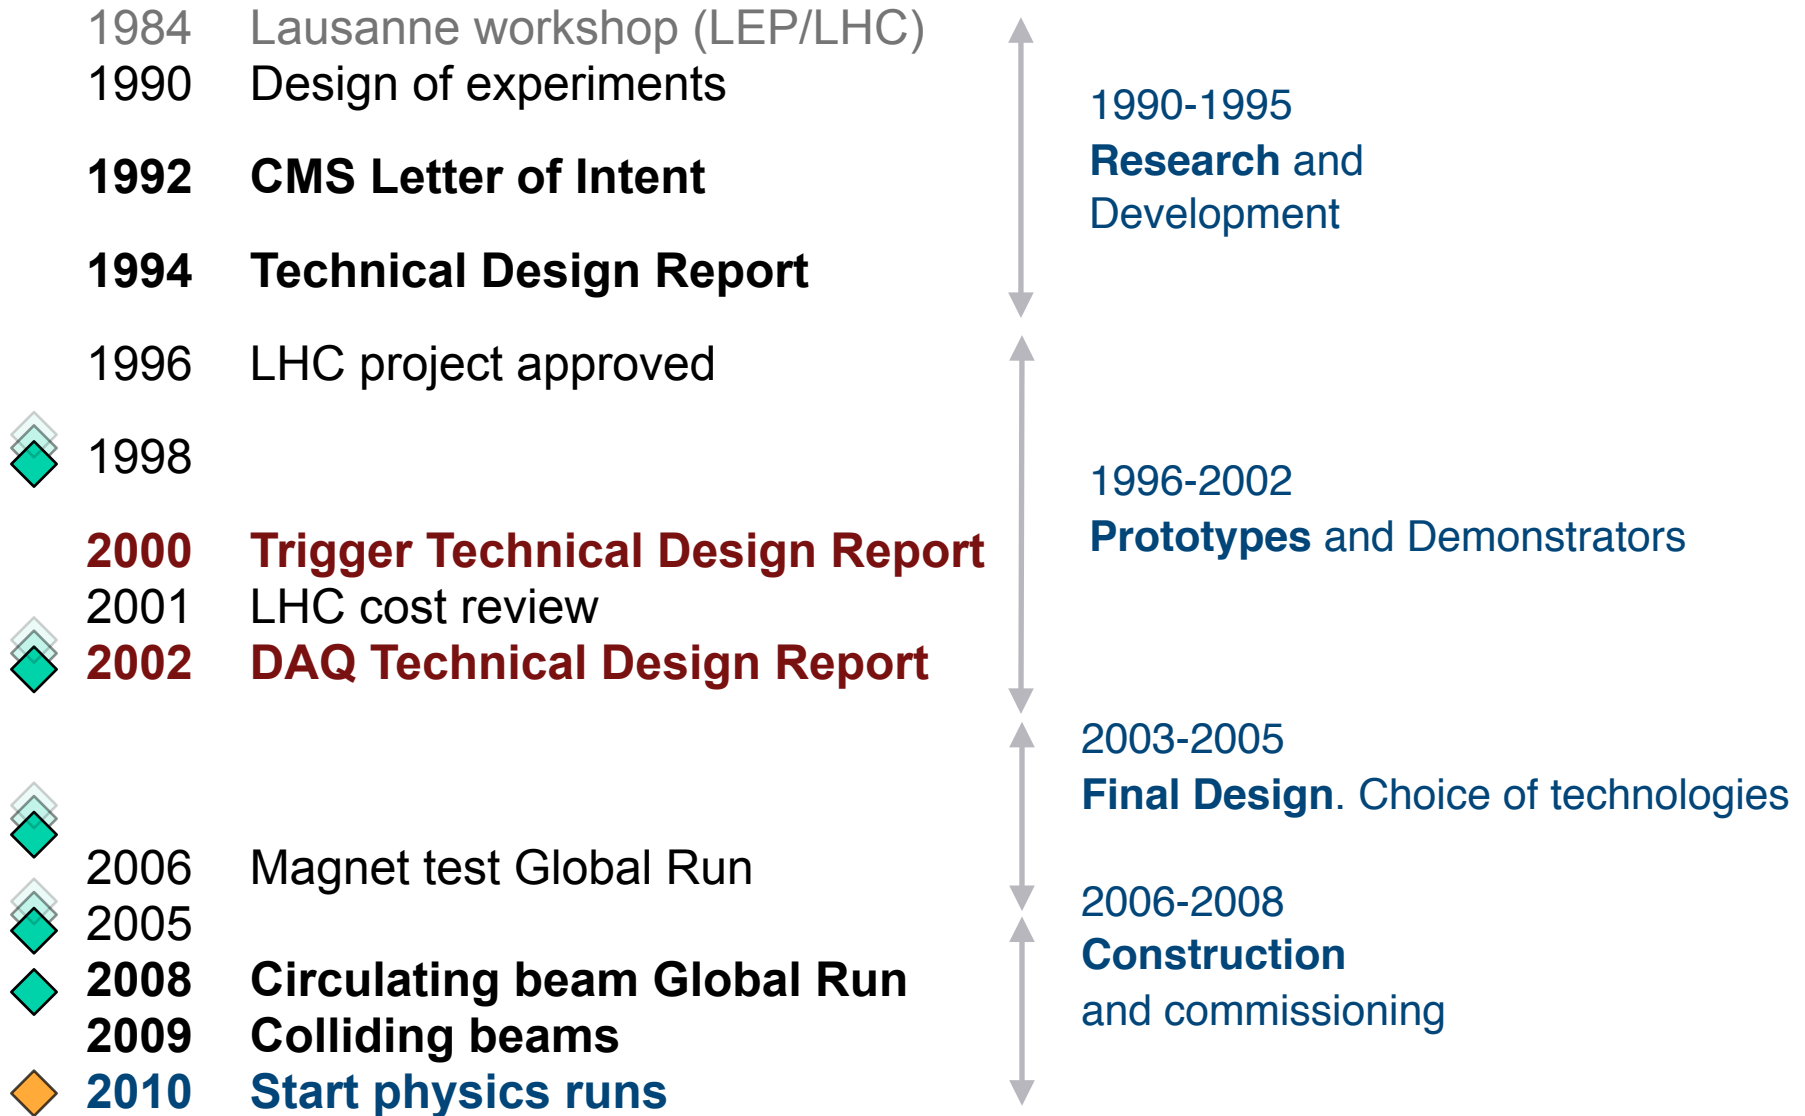 1984 Lausanne workshop (LEP/LHC)
1990 Design of experiments
1992 CMS Letter of Intent
1994 Technical Design Report
1996 LHC project approved
1998
2000 Trigger Technical Design Report
2001 LHC cost review
2002 DAQ Technical Design Report
2006 Magnet test Global Run
2005
2008 Circulating beam Global Run
2009 Colliding beams
2010 Start physics runs
1990-1995
Research and
Development
1996-2002
Prototypes and Demonstrators
2003-2005
Final Design. Choice of technologies
2006-2008
Construction
and commissioning